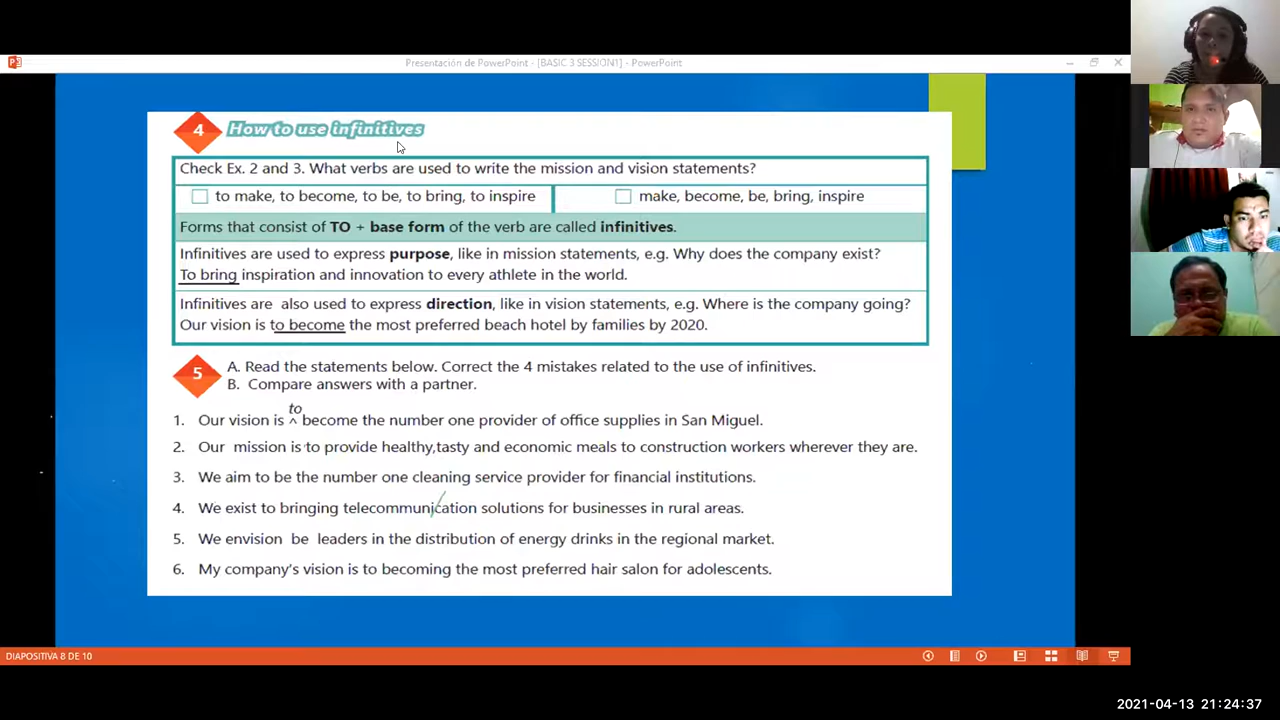 Presentación de PowerPoint - [BASIC 3 SESSION1] - PowerPoint
4 How to use infinitives
Check Ex. 2 and 3. What verbs are used to write the mission and vision statements?
to make, to become, to be, to bring, to inspire
make, become, be, bring, inspire
Forms that consist of TO + base form of the verb are called infinitives.
Infinitives are used to express purpose, like in mission statements, e.g. Why does the company exist?
To bring inspiration and innovation to every athlete in the world.
Infinitives are also used to express direction, like in vision statements, e.g. Where is the company going?
Our vision is to become the most preferred beach hotel by families by 2020.
5 A. Read the statements below. Correct the 4 mistakes related to the use of infinitives.
B. Compare answers with a partner.
to
1. Our vision is ^ become the number one provider of office supplies in San Miguel.
2. Our mission is to provide healthy,tasty and economic meals to construction workers wherever they are.
3. We aim to be the number one cleaning service provider for financial institutions.
4. We exist to bringing telecommunication solutions for businesses in rural areas.
5. We envision be leaders in the distribution of energy drinks in the regional market.
6. My company's vision is to becoming the most preferred hair salon for adolescents.
DIAPOSITIVA 8 DE 10
2021-04-13 21:24:37